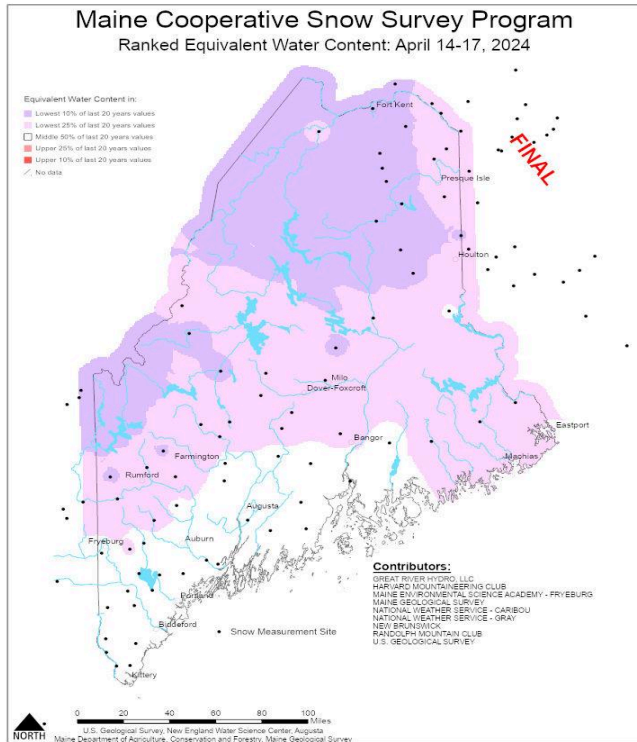 Maine Cooperative Snow Survey Program
Ranked Equivalent Water Content: April 14-17, 2024
Equivalent Water Content in:
Lowest 10% of last 20 years values
Lowest 25% of last 20 years values
Middle 50% of last 20 years values
Upper 25% of last 20 years values
Upper 10% of last 20 years values
No data
FINAL
Fort Kent
Presque Isle
Houlton
Milo
Dover-Foxcroft
Eastport
Bangor
Machias
Farmington
Rumford
Augusta
Auburn
Fryeburg
Portland
Biddeford
Kittery
Snow Measurement Site
Contributors:
GREAT RIVER HYDRO, LLC
HARVARD MOUNTAINEERING CLUB
MAINE ENVIRONMENTAL SCIENCE ACADEMY - FRYEBURG
MAINE GEOLOGICAL SURVEY
NATIONAL WEATHER SERVICE - CARIBOU
NATIONAL WEATHER SERVICE - GRAY
NEW BRUNSWICK
RANDOLPH MOUNTAIN CLUB
U.S. GEOLOGICAL SURVEY
0 20 40 60 80 100
Miles
NORTH
U.S. Geological Survey, New England Water Science Center, Augusta
Maine Department of Agriculture, Conservation and Forestry, Maine Geological Survey